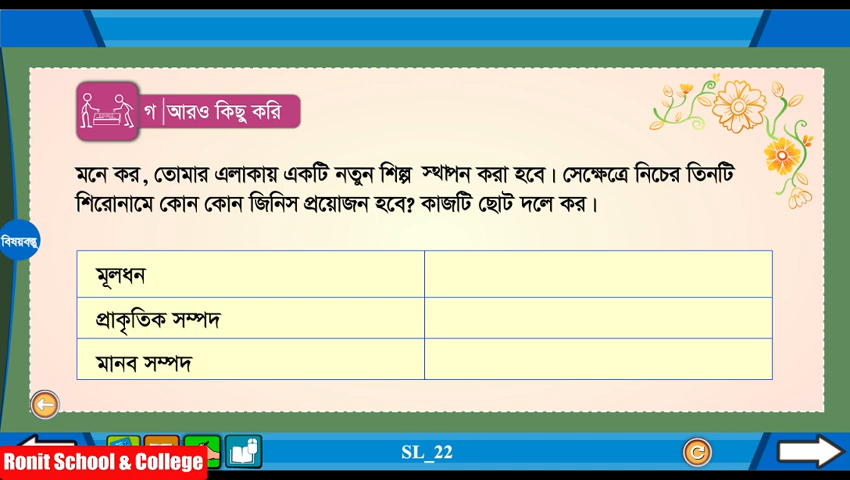 গ | আরও কিছু করি
মনে কর, তোমার এলাকায় একটি নতুন শিল্প স্থাপন করা হবে। সেক্ষেত্রে নিচের তিনটি
শিরোনামে কোন কোন জিনিস প্রয়োজন হবে? কাজটি ছোট দলে কর।
বিষয়বস্তু
মূলধন
প্রাকৃতিক সম্পদ
মানব সম্পদ
SL_22
Ronit School & College